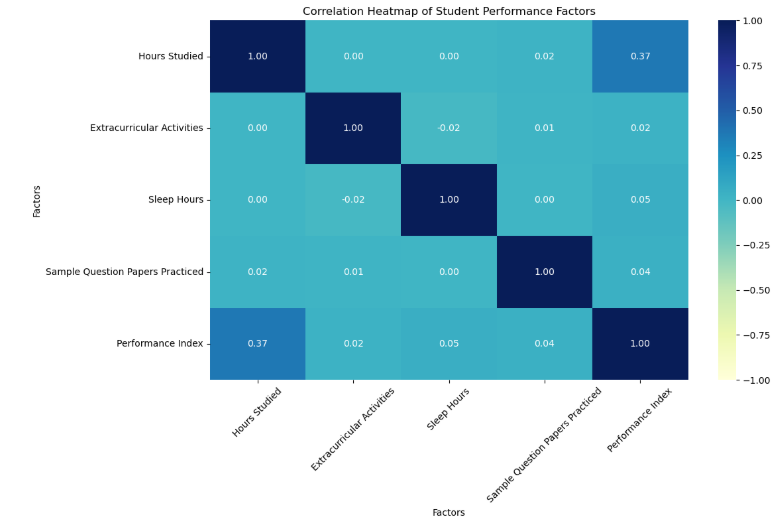 Correlation Heatmap of Student Performance Factors
Hours Studied
1.00 0.00 0.00 0.02 0.37
Extracurricular Activities
0.00 1.00 -0.02 0.01 0.02
Sleep Hours
0.00 -0.02 1.00 0.00 0.05
Sample Question Papers Practiced
0.02 0.01 0.00 1.00 0.04
Performance Index
0.37 0.02 0.05 0.04 1.00
Factors
Hours Studied
Extracurricular Activities
Sleep Hours
Sample Question Papers Practiced
Performance Index
Factors
1.00
0.75
0.50
0.25
0.00
−0.25
−0.50
−0.75
−1.00